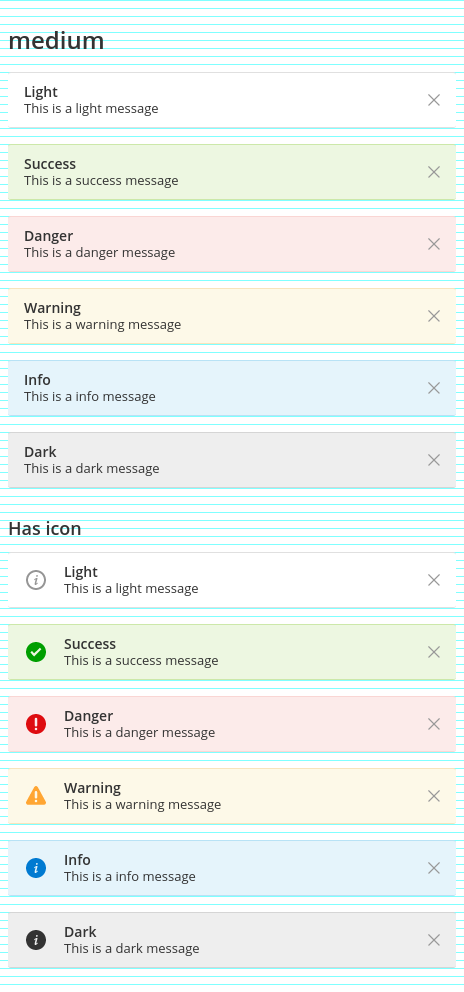 medium
Light
This is a light message
Success
This is a success message
Danger
This is a danger message
Warning
This is a warning message
Info
This is a info message
Dark
This is a dark message
Has icon
Light
This is a light message
Success
This is a success message
Danger
This is a danger message
Warning
This is a warning message
Info
This is a info message
Dark
This is a dark message